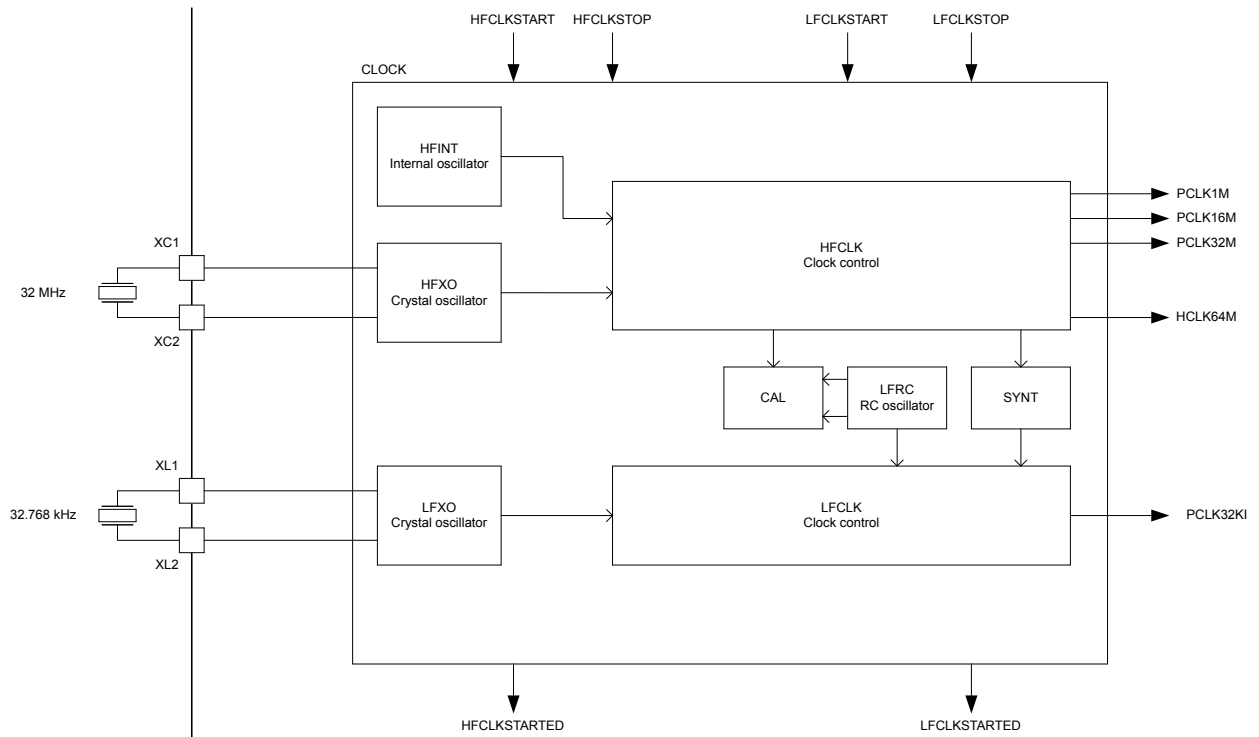 HFCLKSTART
HFCLKSTOP
LFCLKSTART
LFCLKSTOP
CLOCK
HFINT
Internal oscillator
PCLK1M
PCLK16M
PCLK32M
HFCLK
Clock control
XC1
32 MHz
HFXO
Crystal oscillator
HCLK64M
XC2
CAL
LFRC
RC oscillator
SYNT
XL1
32.768 kHz
LFXO
Crystal oscillator
LFCLK
Clock control
PCLK32KI
XL2
HFCLKSTARTED
LFCLKSTARTED